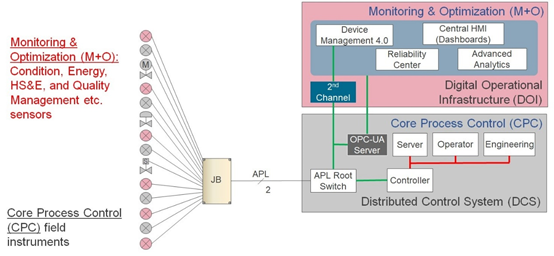 Monitoring &
Optimization (M+O):
Condition, Energy,
HS&E, and Quality
Management etc.
sensors
Core Process Control
(CPC) field
instruments
M
JB
APL
2
Monitoring & Optimization (M+O)
Device
Management 4.0
Central HMI
(Dashboards)
Reliability
Center
Advanced
Analytics
2nd
Channel
Digital Operational
Infrastructure (DOI)
Core Process Control (CPC)
OPC-UA
Server
Server
Operator
Engineering
APL Root
Switch
Controller
Distributed Control System (DCS)